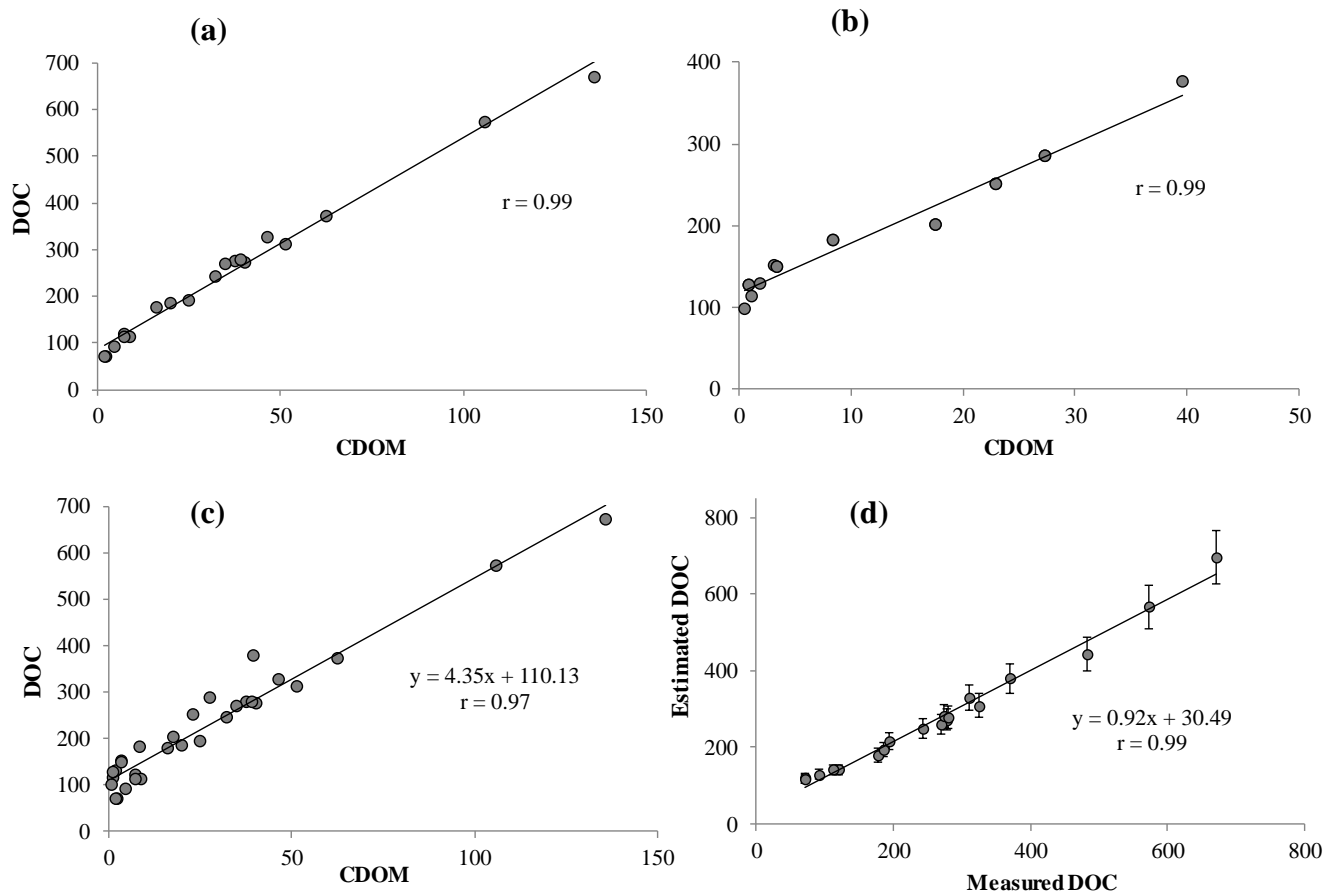 (a)
700
600
500
400
300
200
100
0
DOC
r = 0.99
0 50 100 150
CDOM
(b)
400
300
200
100
0
r = 0.99
0 10 20 30 40 50
CDOM
(c)
700
600
500
400
300
200
100
0
DOC
y = 4.35x + 110.13
r = 0.97
0 50 100 150
CDOM
(d)
800
600
400
200
0
Estimated DOC
y = 0.92x + 30.49
r = 0.99
0 200 400 600 800
Measured DOC